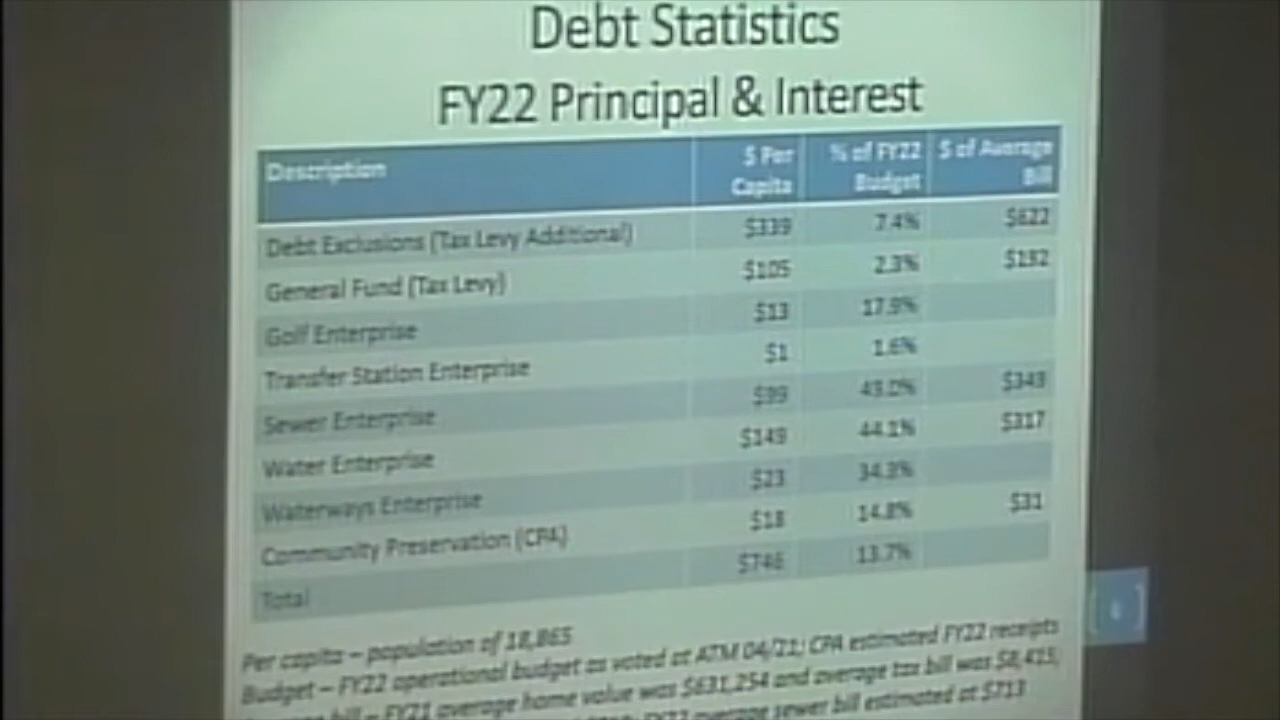 Debt Statistics
FY22 Principal & Interest
Description $ Per Capita % of FY22 Budget $ of Average Bill
Debt Exclusions (Tax Levy Additional) $339 7.4% $622
General Fund (Tax Levy) $105 2.3% $192
Golf Enterprise $13 17.9%
Transfer Station Enterprise $1 1.6%
Sewer Enterprise $99 $343
Water Enterprise $149 44.1% $317
Waterways Enterprise $23 34.3%
Community Preservation (CPA) $18 14.8% $31
Total $746 13.7%
Per capita – population of 18,865
Budget – FY22 operational budget as voted at ATM 04/21; CPA estimated FY22 receipts
bill – FY21 average home value was $631,254 and average tax bill was $8,415;
FY22 average sewer bill estimated at $713